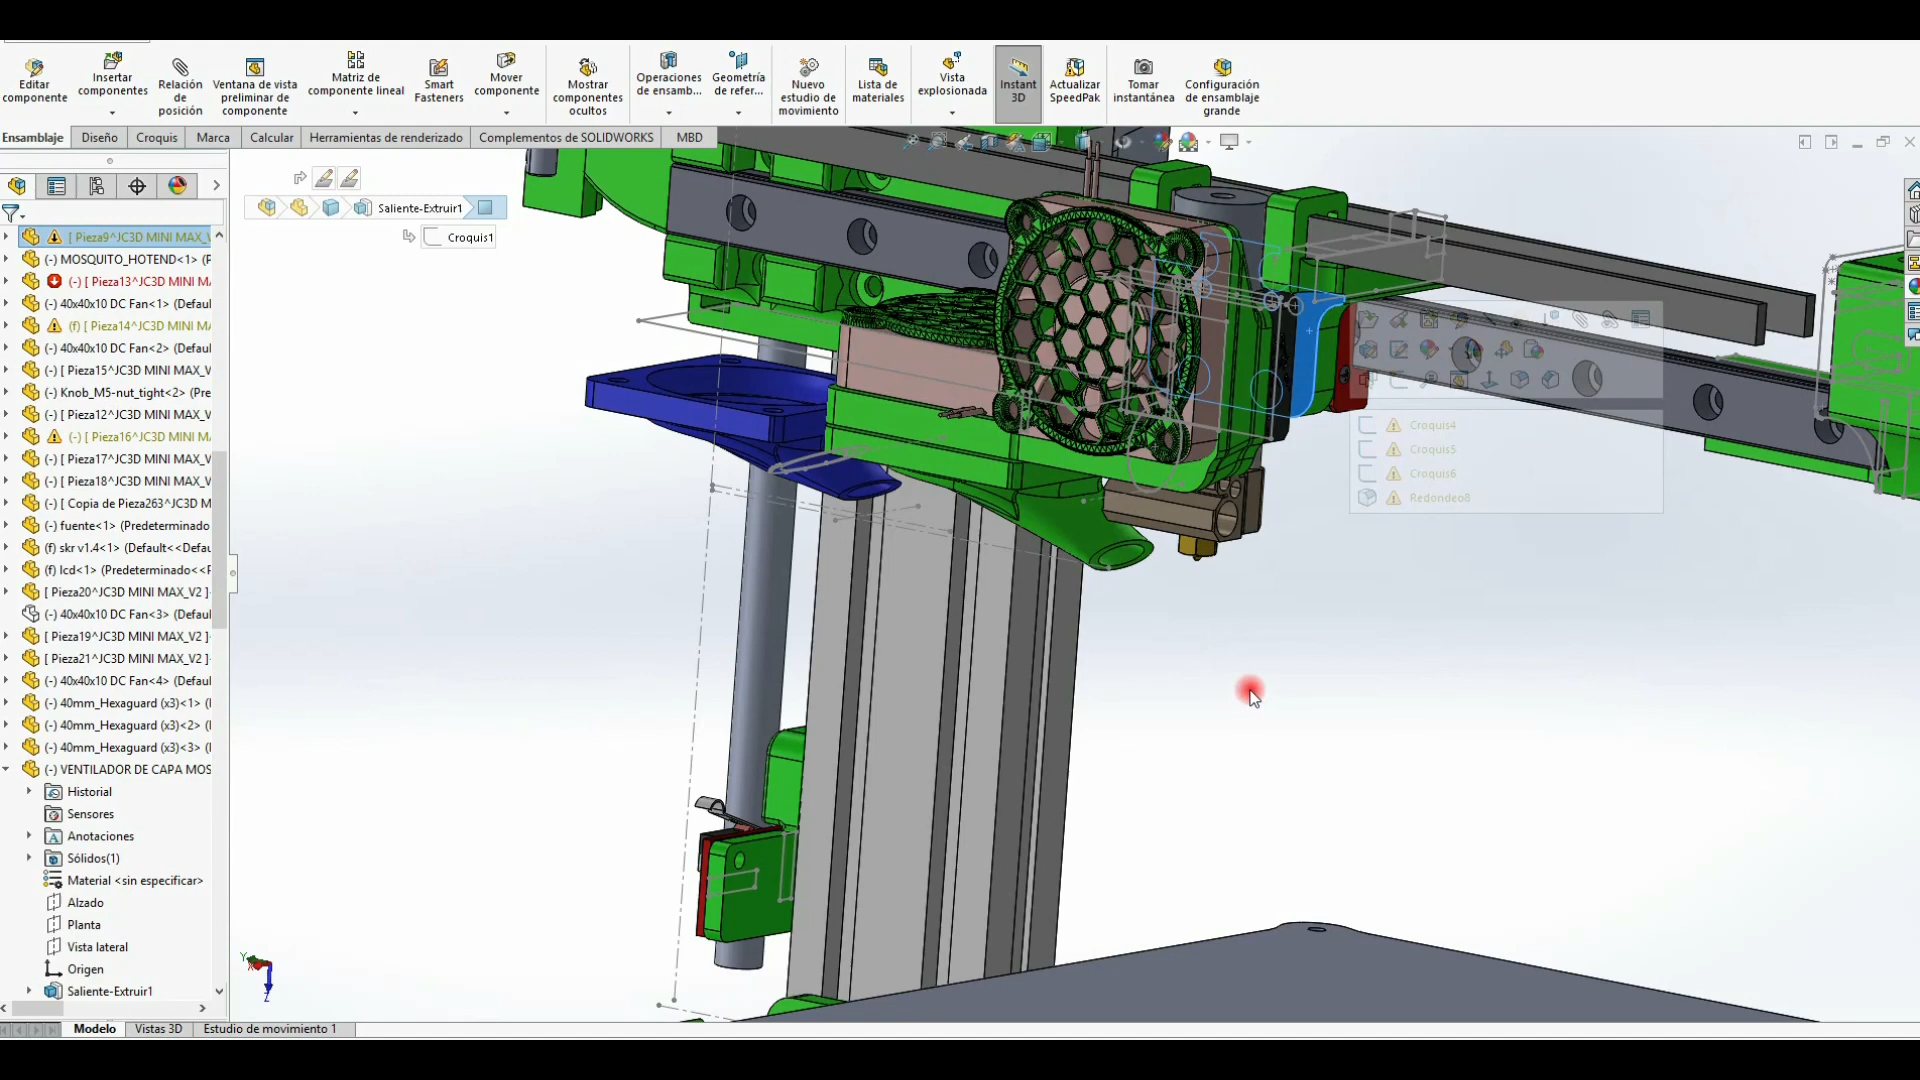 Editar
componente
Insertar
componentes
Relación
de
posición
Ventana de vista
preliminar de
componente
Matriz de
componente lineal
Smart
Fasteners
Mover
componente
Mostrar
componentes
ocultos
Operaciones
de ensamb...
Geometría
de refer...
Nuevo
estudio de
movimiento
Lista de
materiales
Vista
explosionada
Instant
3D
Actualizar
SpeedPak
Tomar
instantánea
Configuración
de ensamblaje
grande
Ensamblaje Diseño Croquis Marca Calcular Herramientas de renderizado Complementos de SOLIDWORKS MBD
Saliente-Extruir1
Croquis1
[ Pieza9^JC3D MINI MAX_V
(-) MOSQUITO_HOTEND<1> (P
(-) [ Pieza13^JC3D MINI M
(-) 40x40x10 DC Fan<1> (Defau
(f) [ Pieza14^JC3D MINI M
(-) 40x40x10 DC Fan<2> (Defau
(-) [ Pieza15^JC3D MINI MAX_V
(-) Knob_M5-nut_tight<2> (Pre
(-) [ Pieza12^JC3D MINI MAX_V
(-) [ Pieza16^JC3D MINI M
(-) [ Pieza17^JC3D MINI MAX_V
(-) [ Pieza18^JC3D MINI MAX_V
(-) [ Copia de Pieza263^JC3D M
(-) fuente<1> (Predeterminado
(f) skr v1.4<1> (Default<<Defau
(f) lcd<1> (Predeterminado<<P
[ Pieza20^JC3D MINI MAX_V2 ]
(-) 40x40x10 DC Fan<3> (Defau
[ Pieza19^JC3D MINI MAX_V2 ]
[ Pieza21^JC3D MINI MAX_V2 ]
(-) 40x40x10 DC Fan<4> (Defau
(-) 40mm_Hexaguard (x3)<1> (
(-) 40mm_Hexaguard (x3)<2> (
(-) 40mm_Hexaguard (x3)<3> (
(-) VENTILADOR DE CAPA MOS
Historial
Sensores
Anotaciones
Sólidos(1)
Material <sin especificar>
Alzado
Planta
Vista lateral
Origen
Saliente-Extruir1
Croquis4
Croquis5
Croquis6
Redondeo8
Y
X
Z
Modelo Vistas 3D Estudio de movimiento 1